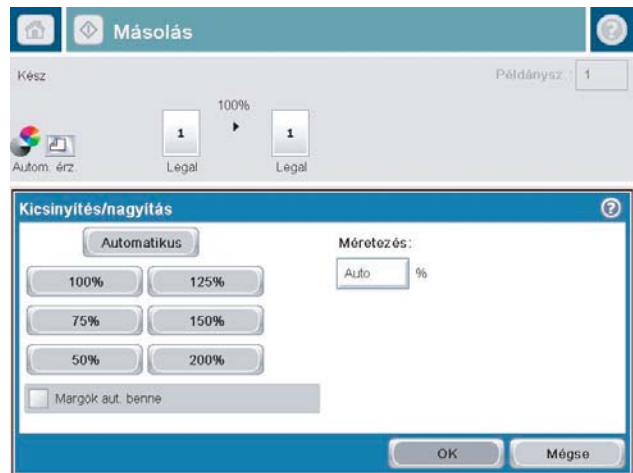 Másolás
Kész
Példánysz.: 1
100%
1 1
Autom. érz. Legal Legal
Kicsinyítés/nagyítás
Automatikus
Méretezés:
100% 125%
Auto %
75% 150%
50% 200%
Margók aut. benne
OK Mégse